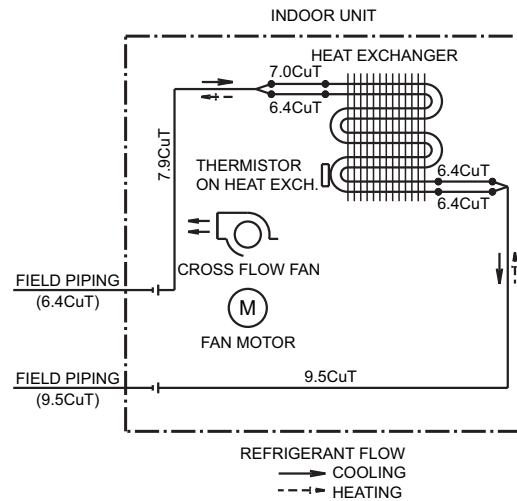 INDOOR UNIT
HEAT EXCHANGER
7.0CuT
6.4CuT
7.9CuT
THERMISTOR
ON HEAT EXCH.
6.4CuT
6.4CuT
CROSS FLOW FAN
FIELD PIPING
(6.4CuT)
M
FAN MOTOR
FIELD PIPING
(9.5CuT)
9.5CuT
REFRIGERANT FLOW
COOLING
HEATING